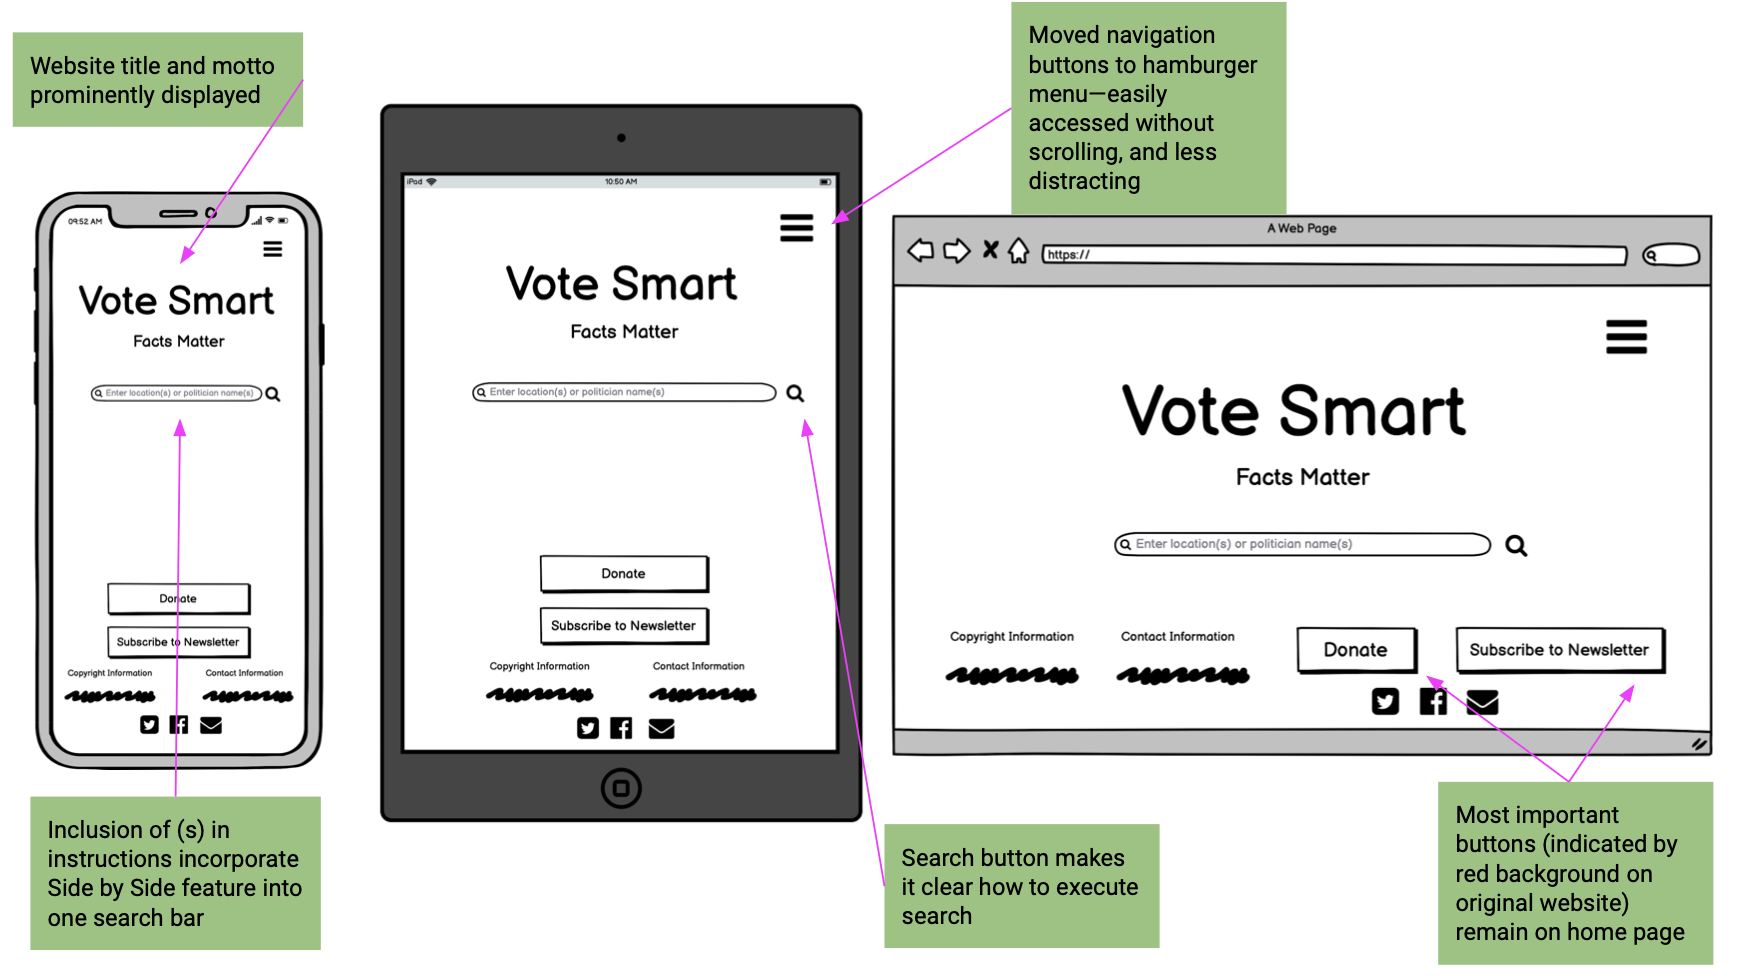 Website title and motto
prominently displayed
Moved navigation
buttons to hamburger
menu—easily
accessed without
scrolling, and less
distracting
09:52 AM
Vote Smart
Facts Matter
Enter location(s) or politician name(s)
Donate
Subscribe to Newsletter
Copyright Information
Contact Information
iPad
10:50 AM
Vote Smart
Facts Matter
Enter location(s) or politician name(s)
Donate
Subscribe to Newsletter
Copyright Information
Contact Information
A Web Page
https://
Vote Smart
Facts Matter
Enter location(s) or politician name(s)
Copyright Information
Contact Information
Donate
Subscribe to Newsletter
Inclusion of (s) in
instructions incorporate
Side by Side feature into
one search bar
Search button makes
it clear how to execute
search
Most important
buttons (indicated by
red background on
original website)
remain on home page